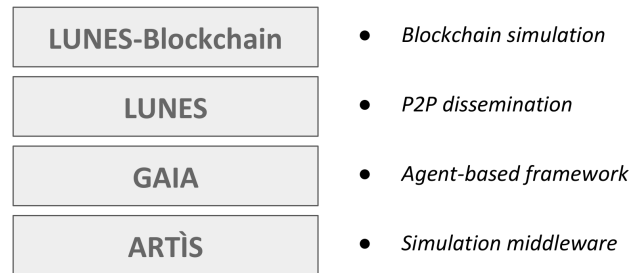 LUNES-Blockchain ● Blockchain simulation
LUNES ● P2P dissemination
GAIA ● Agent-based framework
ARTÌS ● Simulation middleware